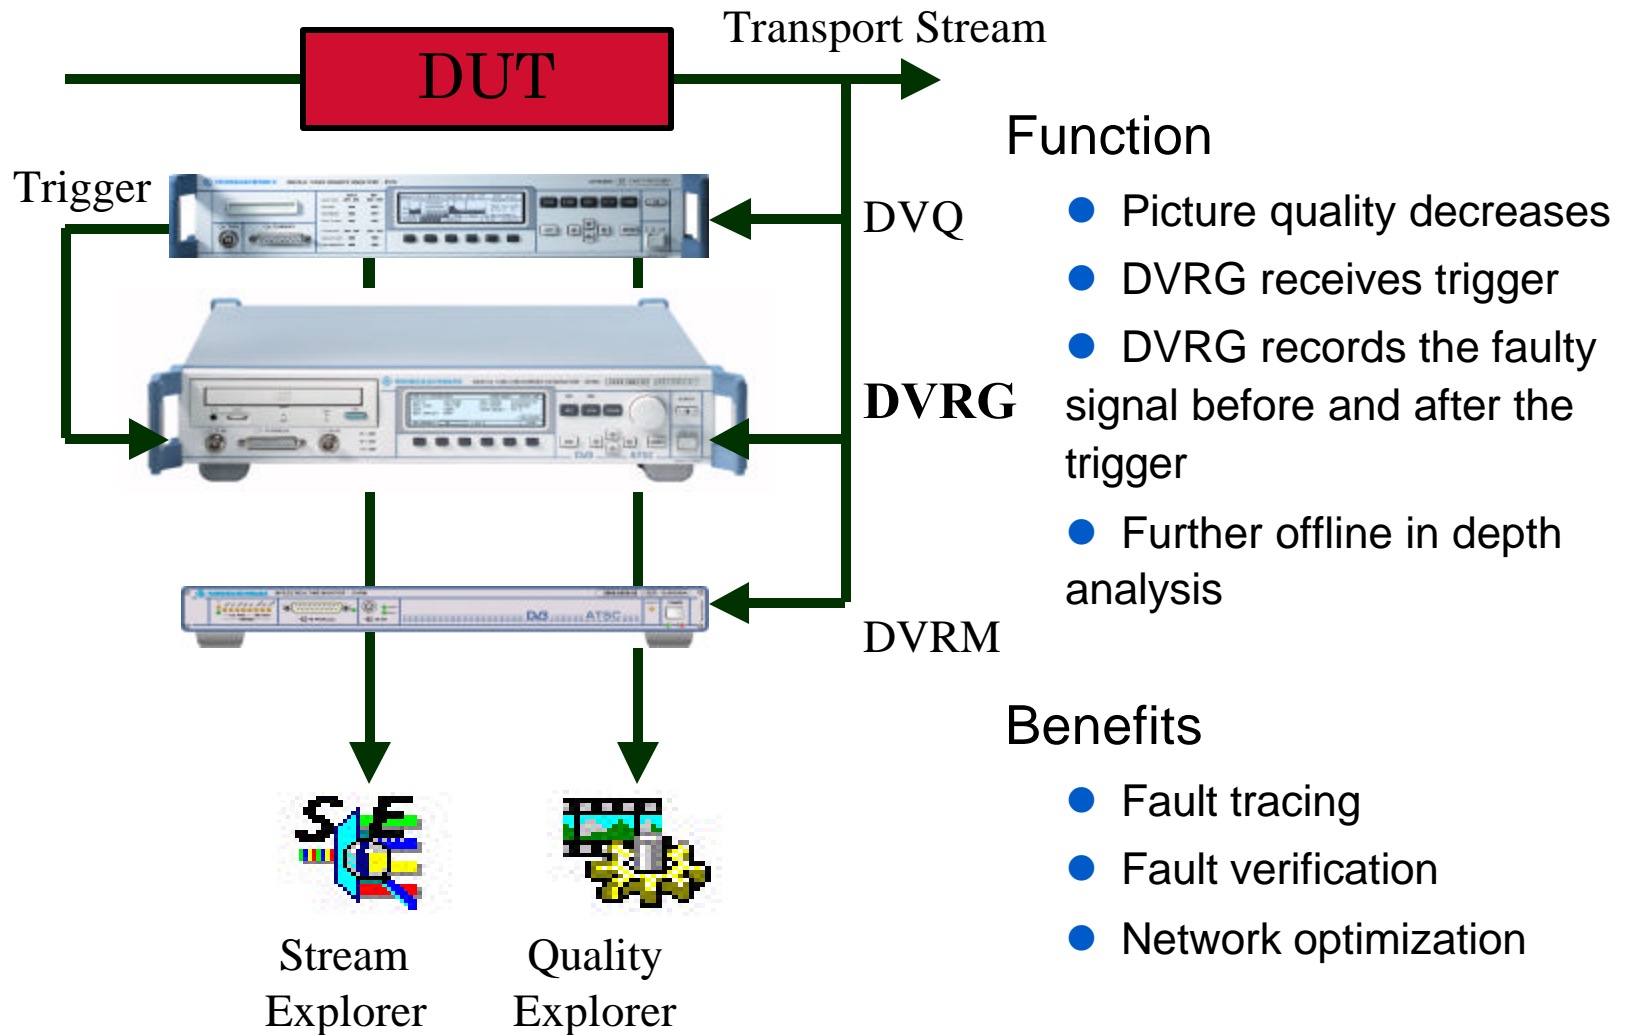 Transport Stream
DUT
Trigger
DVQ
DVRG
DVRM
DVB
ATSC
S E
Stream
Explorer
Quality
Explorer
Function
Picture quality decreases
DVRG receives trigger
DVRG records the faulty
signal before and after the
trigger
Further offline in depth
analysis
Benefits
Fault tracing
Fault verification
Network optimization